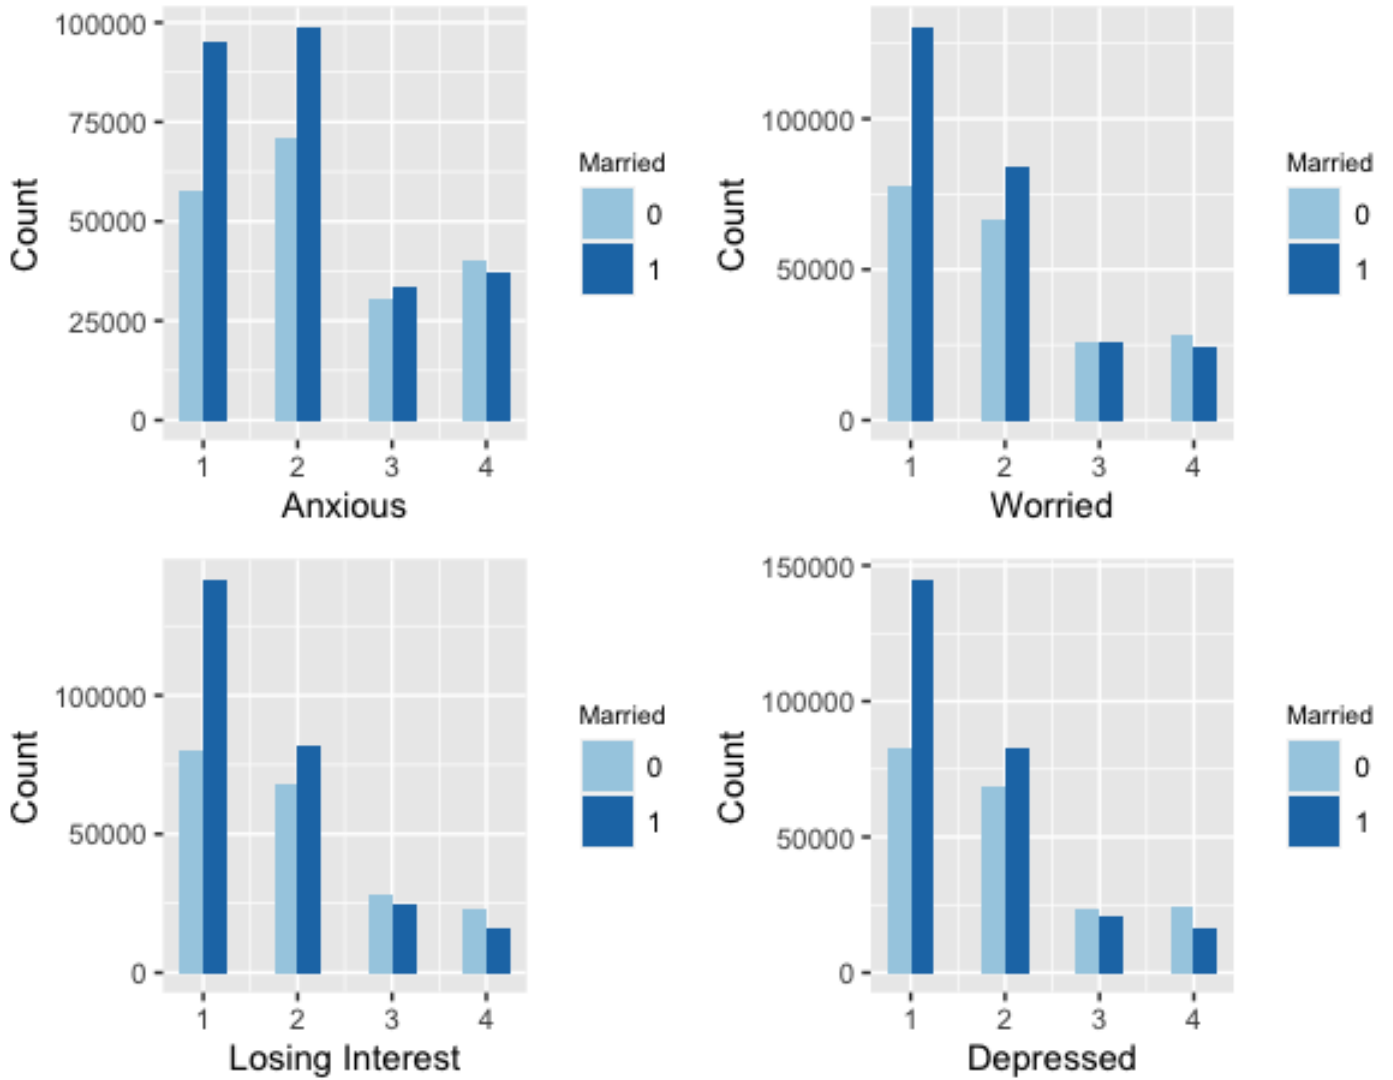 Count
100000
75000
50000
25000
0
1 2 3 4
Anxious
Married
0
1
Count
100000
50000
0
1 2 3 4
Worried
Married
0
1
Count
100000
50000
0
1 2 3 4
Losing Interest
Married
0
1
Count
150000
100000
50000
0
1 2 3 4
Depressed
Married
0
1